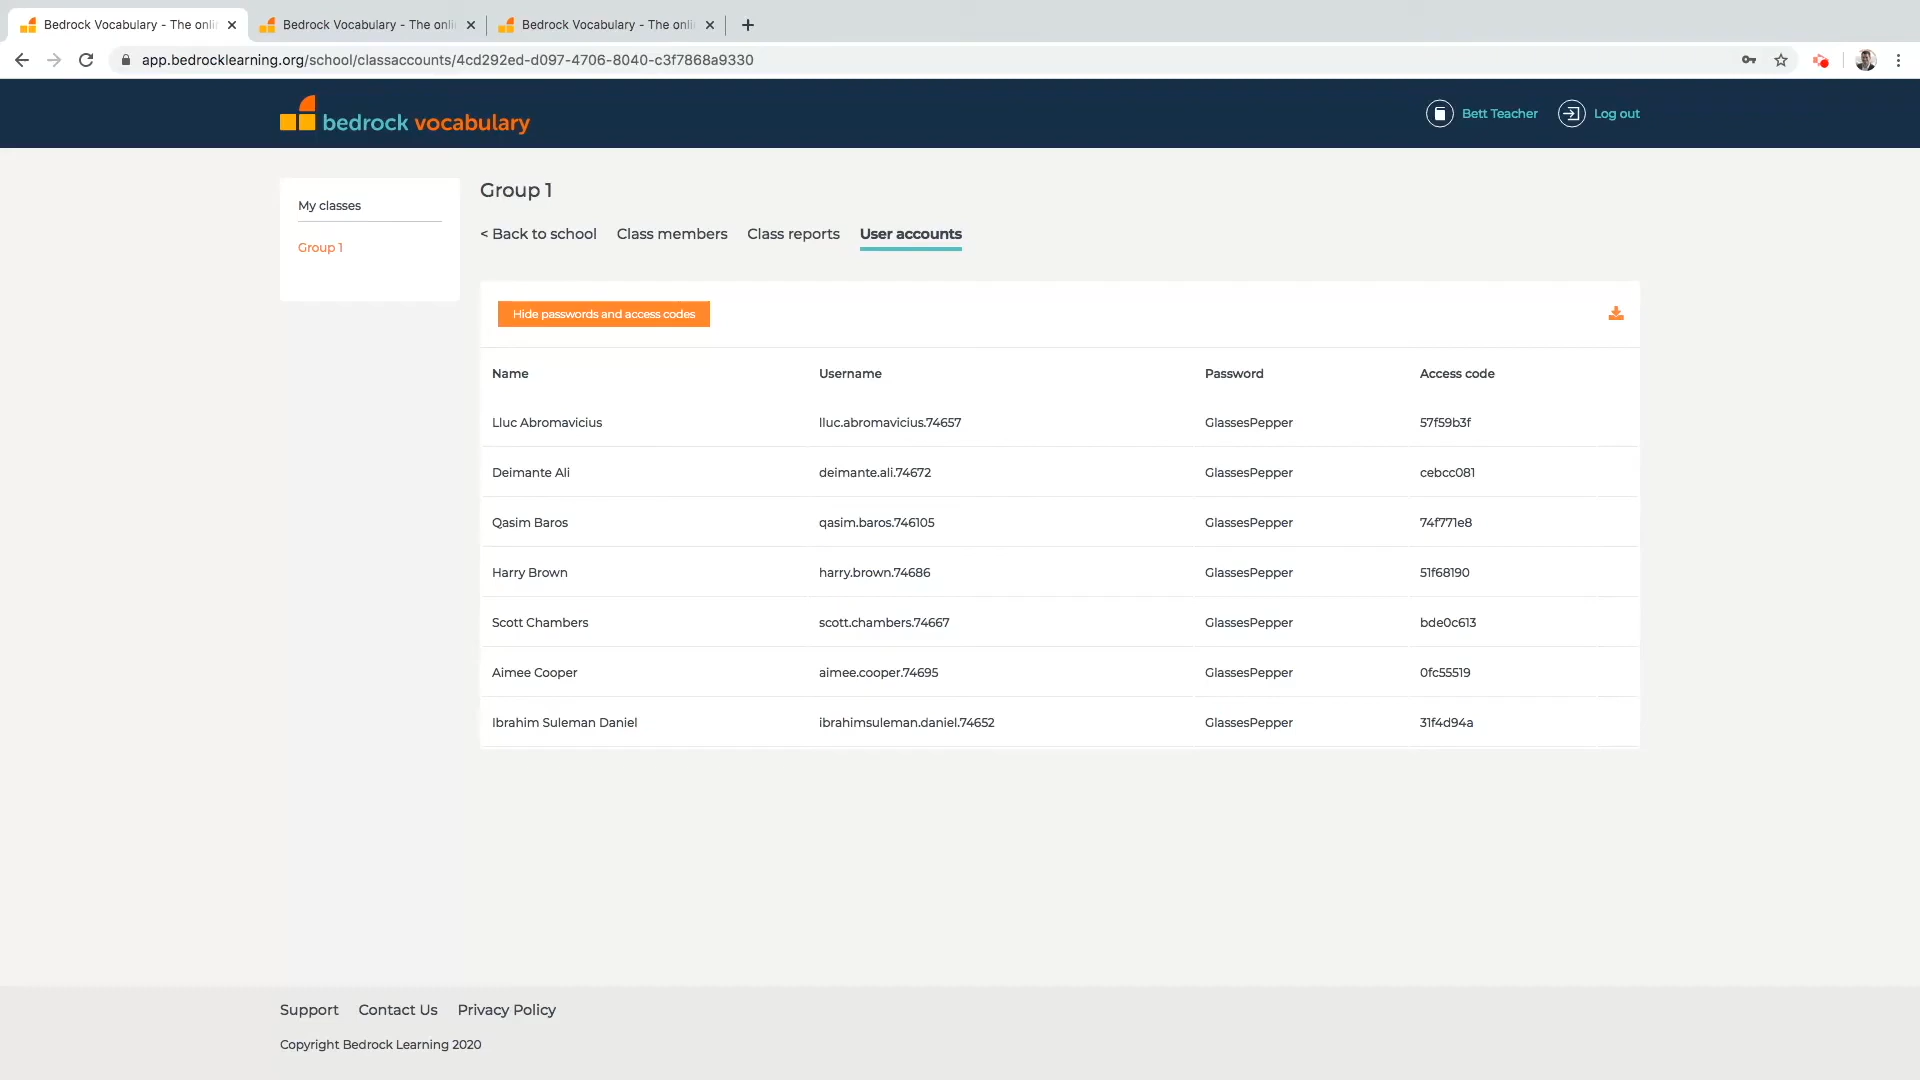 Bedrock Vocabulary - The onli
Bedrock Vocabulary - The onli
Bedrock Vocabulary - The onli
app.bedrocklearning.org/school/classaccounts/4cd292ed-d097-4706-8040-c3f7868a9330
bedrock vocabulary
Bett Teacher
Log out
My classes
Group 1
Group 1
< Back to school Class members Class reports User accounts
Hide passwords and access codes
Name Username Password Access code
Lluc Abromavicius lluc.abromavicius.74657 GlassesPepper 57f59b3f
Deimante Ali deimante.ali.74672 GlassesPepper cebcc081
Qasim Baros qasim.baros.746105 GlassesPepper 74f771e8
Harry Brown harry.brown.74686 GlassesPepper 51f68190
Scott Chambers scott.chambers.74667 GlassesPepper bde0c613
Aimee Cooper aimee.cooper.74695 GlassesPepper 0fc55519
Ibrahim Suleman Daniel ibrahimsuleman.daniel.74652 GlassesPepper 31f4d94a
Support Contact Us Privacy Policy
Copyright Bedrock Learning 2020